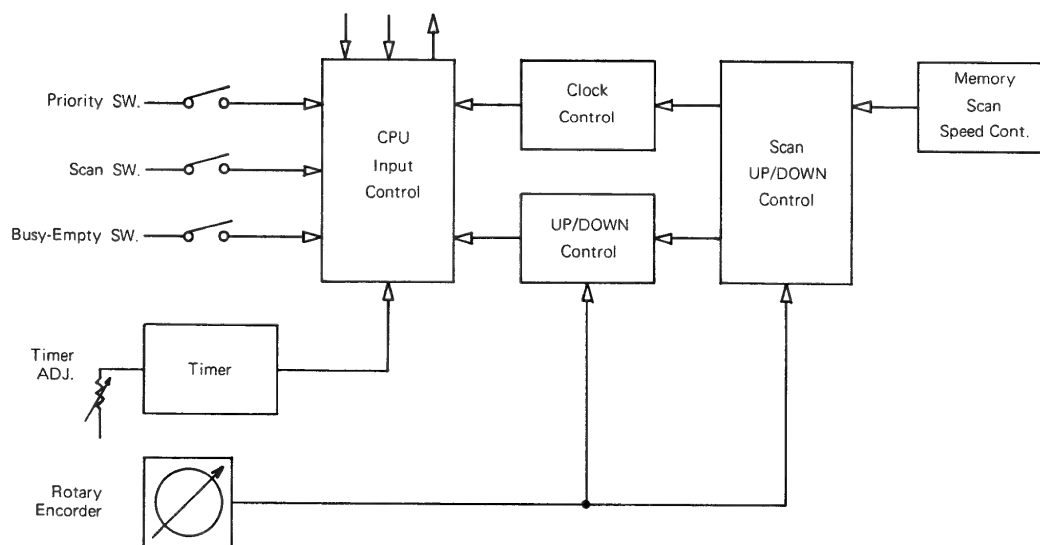 Priority SW.
Scan SW.
Busy-Empty SW.
CPU
Input
Control
Clock
Control
UP/DOWN
Control
Scan
UP/DOWN
Control
Memory
Scan
Speed Cont.
Timer
ADJ.
Timer
Rotary
Encorder